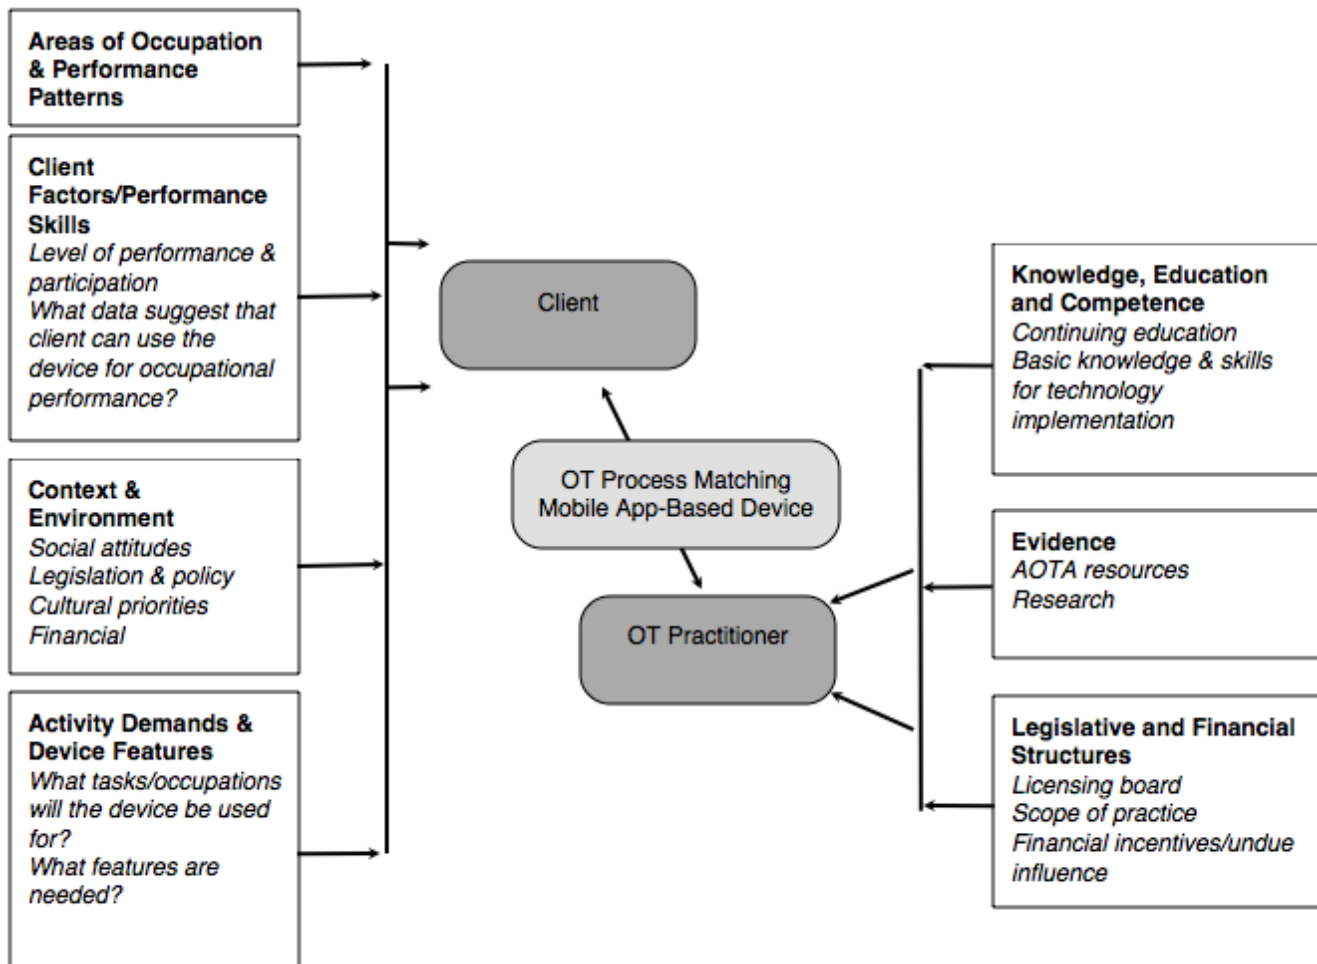 Areas of Occupation
& Performance
Patterns
Client
Factors/Performance
Skills
Level of performance &
participation
What data suggest that
client can use the
device for occupational
performance?
Context &
Environment
Social attitudes
Legislation & policy
Cultural priorities
Financial
Activity Demands &
Device Features
What tasks/occupations
will the device be used
for?
What features are
needed?
Client
OT Process Matching
Mobile App-Based Device
OT Practitioner
Knowledge, Education
and Competence
Continuing education
Basic knowledge & skills
for technology
implementation
Evidence
AOTA resources
Research
Legislative and Financial
Structures
Licensing board
Scope of practice
Financial incentives/undue
influence